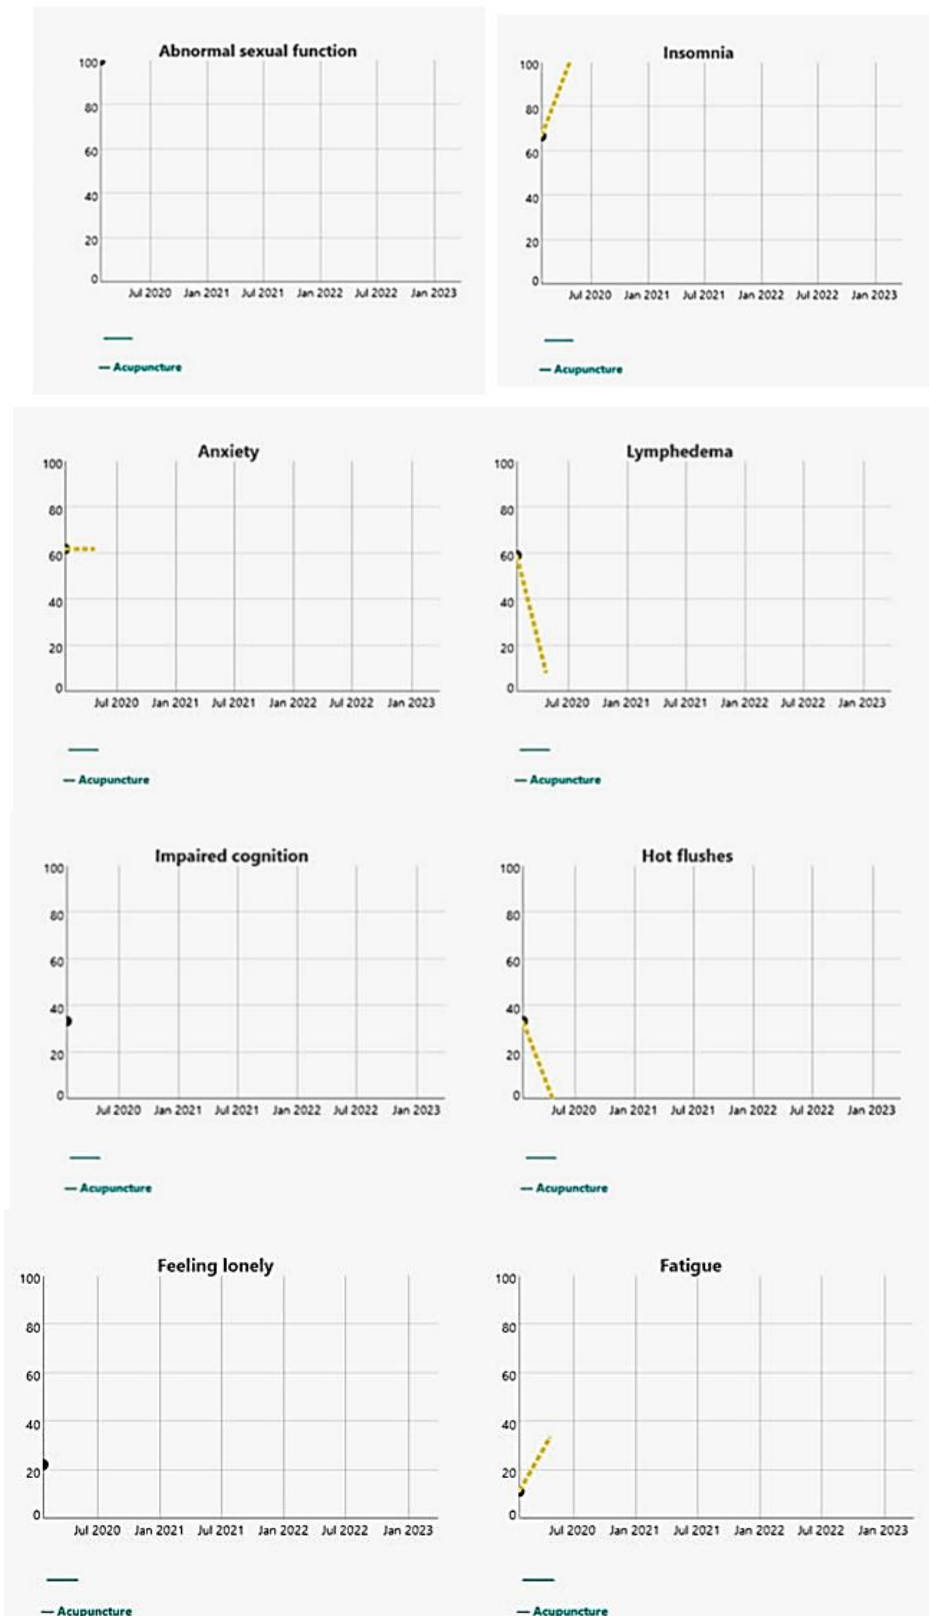 Abnormal sexual function
100
80
60
40
20
0
Jul 2020 Jan 2021 Jul 2021 Jan 2022 Jul 2022 Jan 2023
— Acupuncture
Insomnia
100
80
60
40
20
0
Jul 2020 Jan 2021 Jul 2021 Jan 2022 Jul 2022 Jan 2023
— Acupuncture
Anxiety
100
80
60
40
20
0
Jul 2020 Jan 2021 Jul 2021 Jan 2022 Jul 2022 Jan 2023
— Acupuncture
Lymphedema
100
80
60
40
20
0
Jul 2020 Jan 2021 Jul 2021 Jan 2022 Jul 2022 Jan 2023
— Acupuncture
Impaired cognition
100
80
60
40
20
0
Jul 2020 Jan 2021 Jul 2021 Jan 2022 Jul 2022 Jan 2023
— Acupuncture
Hot flushes
100
80
60
40
20
0
Jul 2020 Jan 2021 Jul 2021 Jan 2022 Jul 2022 Jan 2023
— Acupuncture
Feeling lonely
100
80
60
40
20
0
Jul 2020 Jan 2021 Jul 2021 Jan 2022 Jul 2022 Jan 2023
— Acupuncture
Fatigue
100
80
60
40
20
0
Jul 2020 Jan 2021 Jul 2021 Jan 2022 Jul 2022 Jan 2023
— Acupuncture